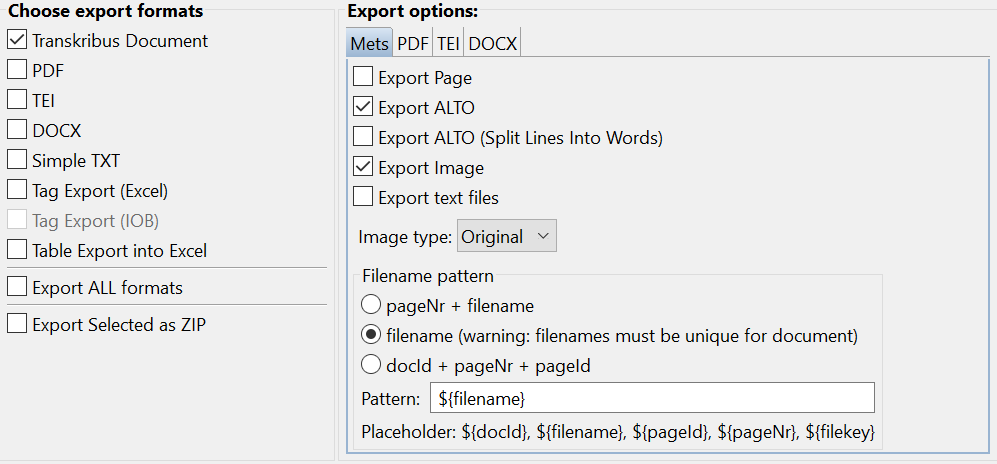 Choose export formats
Transkribus Document
PDF
TEI
DOCX
Simple TXT
Tag Export (Excel)
Tag Export (IOB)
Table Export into Excel
Export ALL formats
Export Selected as ZIP
Export options:
Mets PDF TEI DOCX
Export Page
Export ALTO
Export ALTO (Split Lines Into Words)
Export Image
Export text files
Image type: Original
Filename pattern
pageNr + filename
filename (warning: filenames must be unique for document)
docId + pageNr + pageId
Pattern: ${filename}
Placeholder: ${docId}, ${filename}, ${pageId}, ${pageNr}, ${filekey}